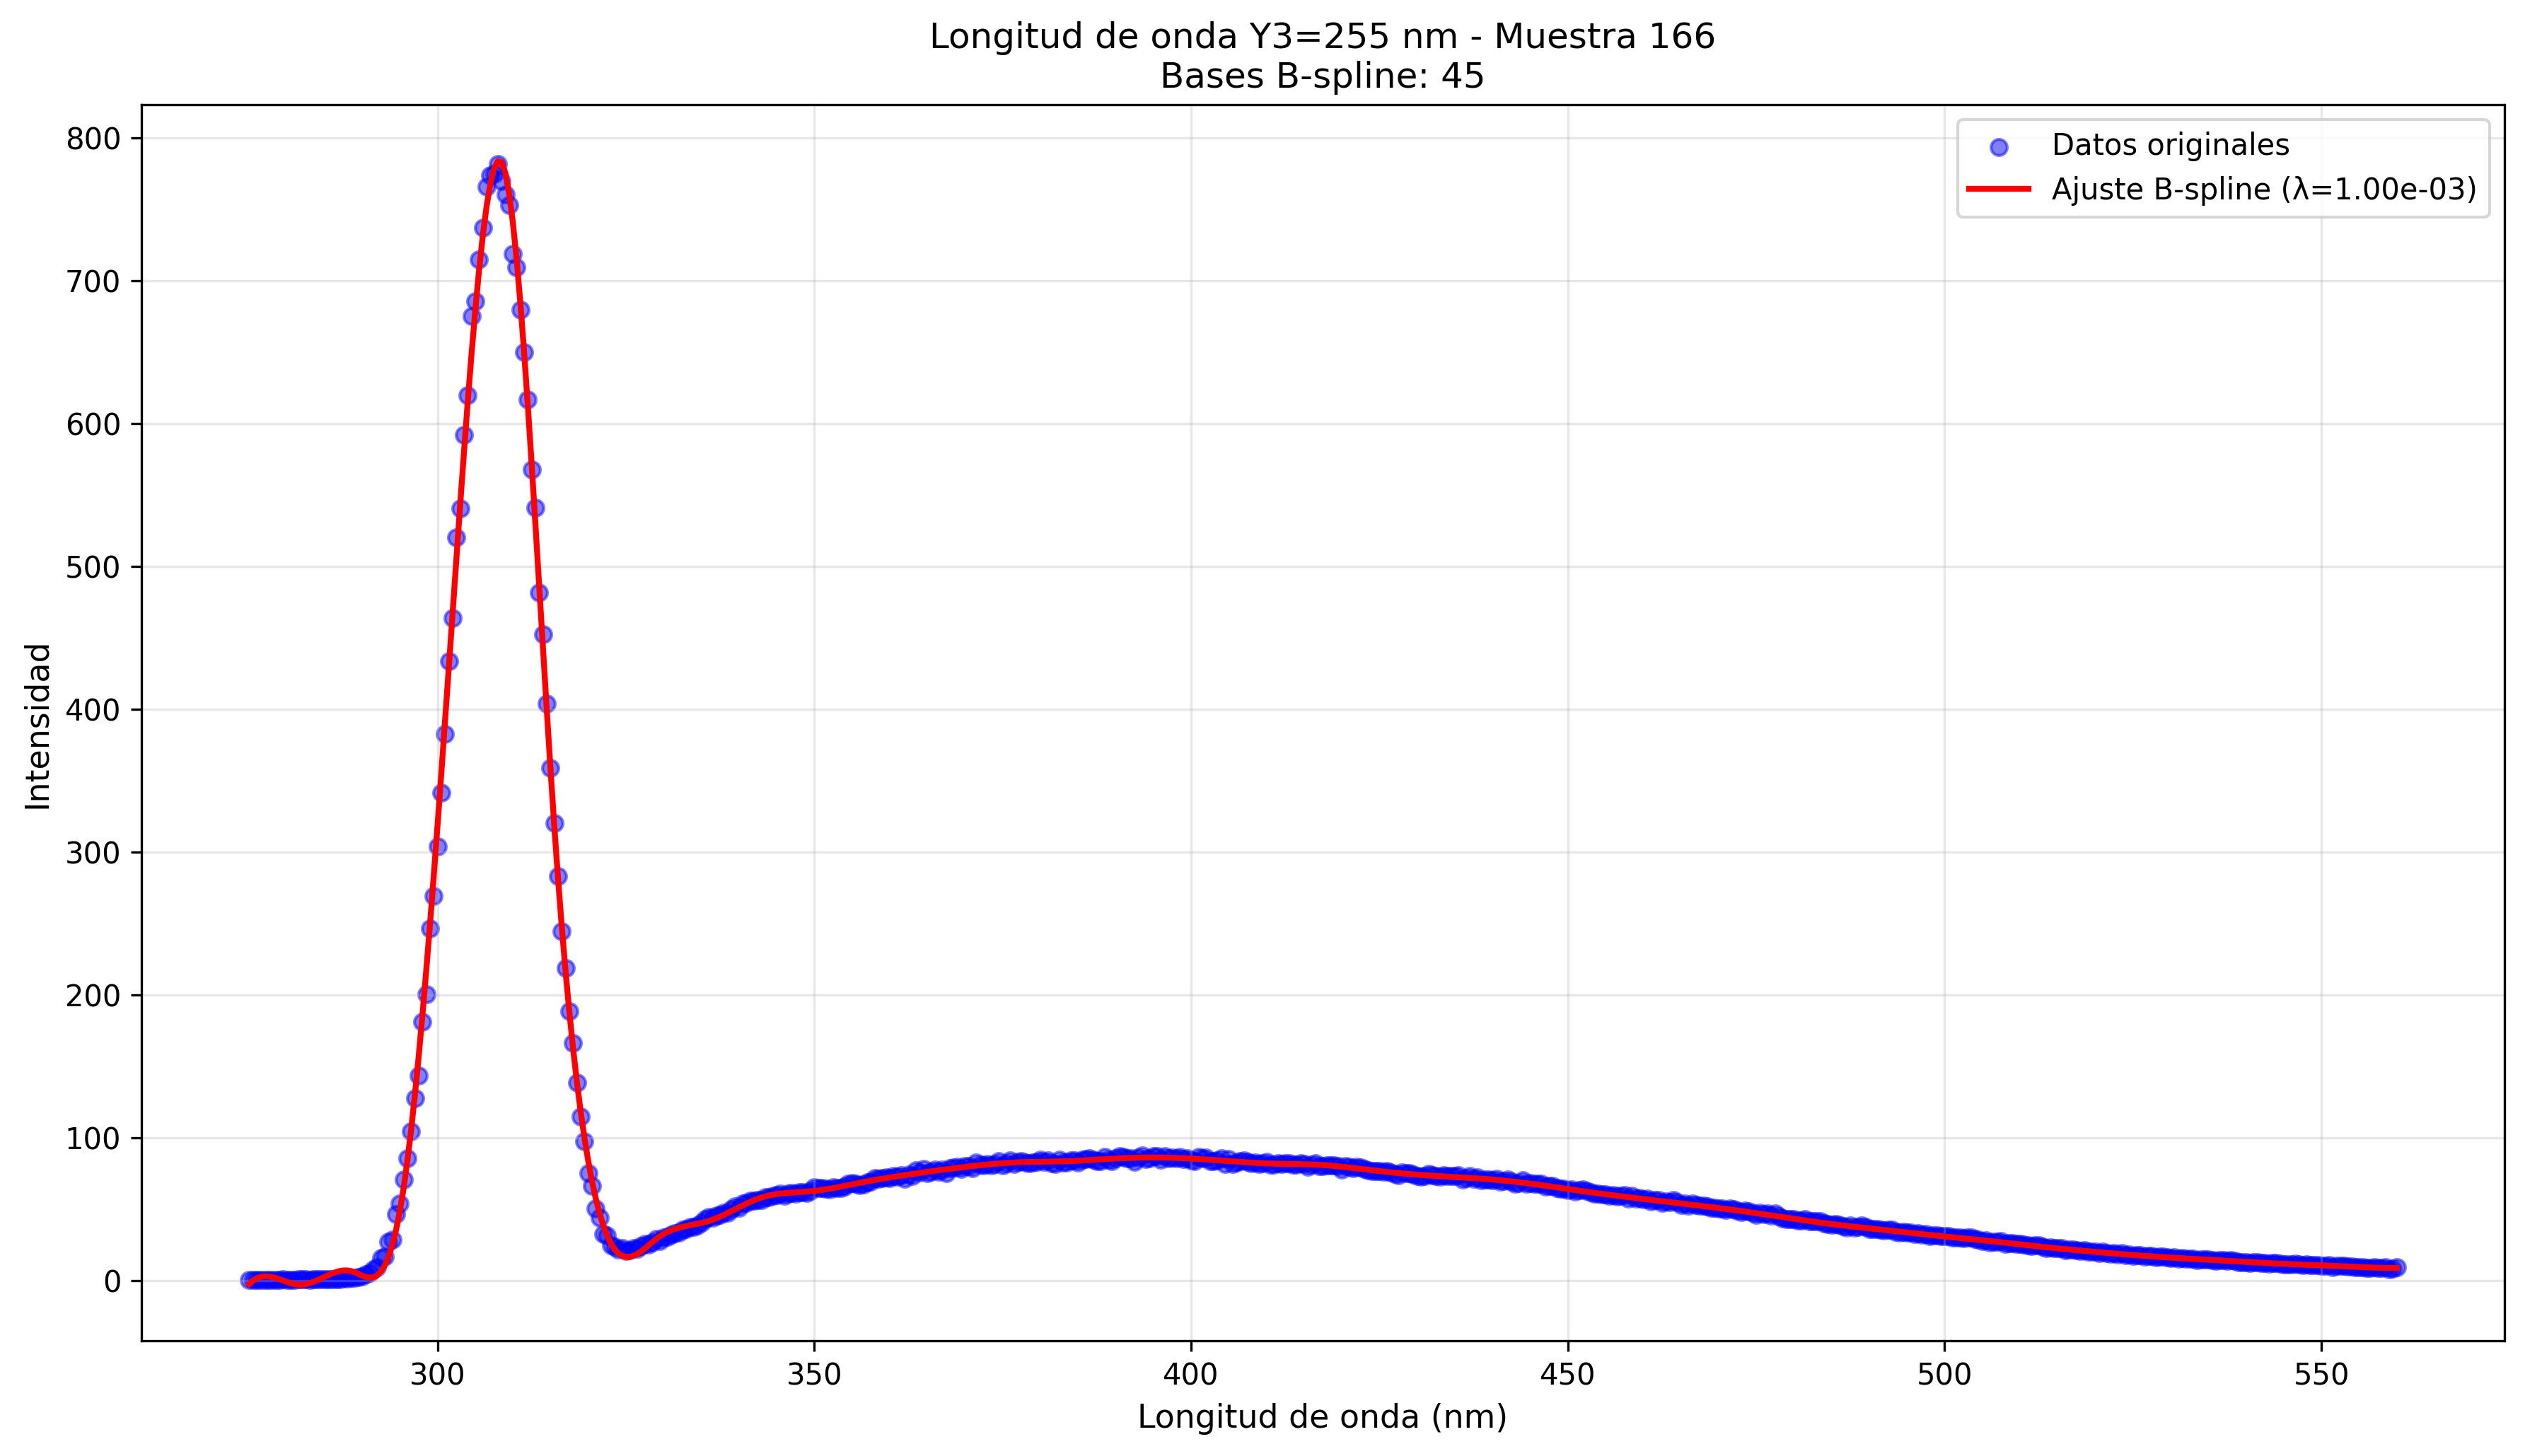 Longitud de onda Y3=255 nm - Muestra 166
Bases B-spline: 45
Datos originales
Ajuste B-spline (λ=1.00e-03)
Intensidad
800
700
600
500
400
300
200
100
0
300 350 400 450 500 550
Longitud de onda (nm)